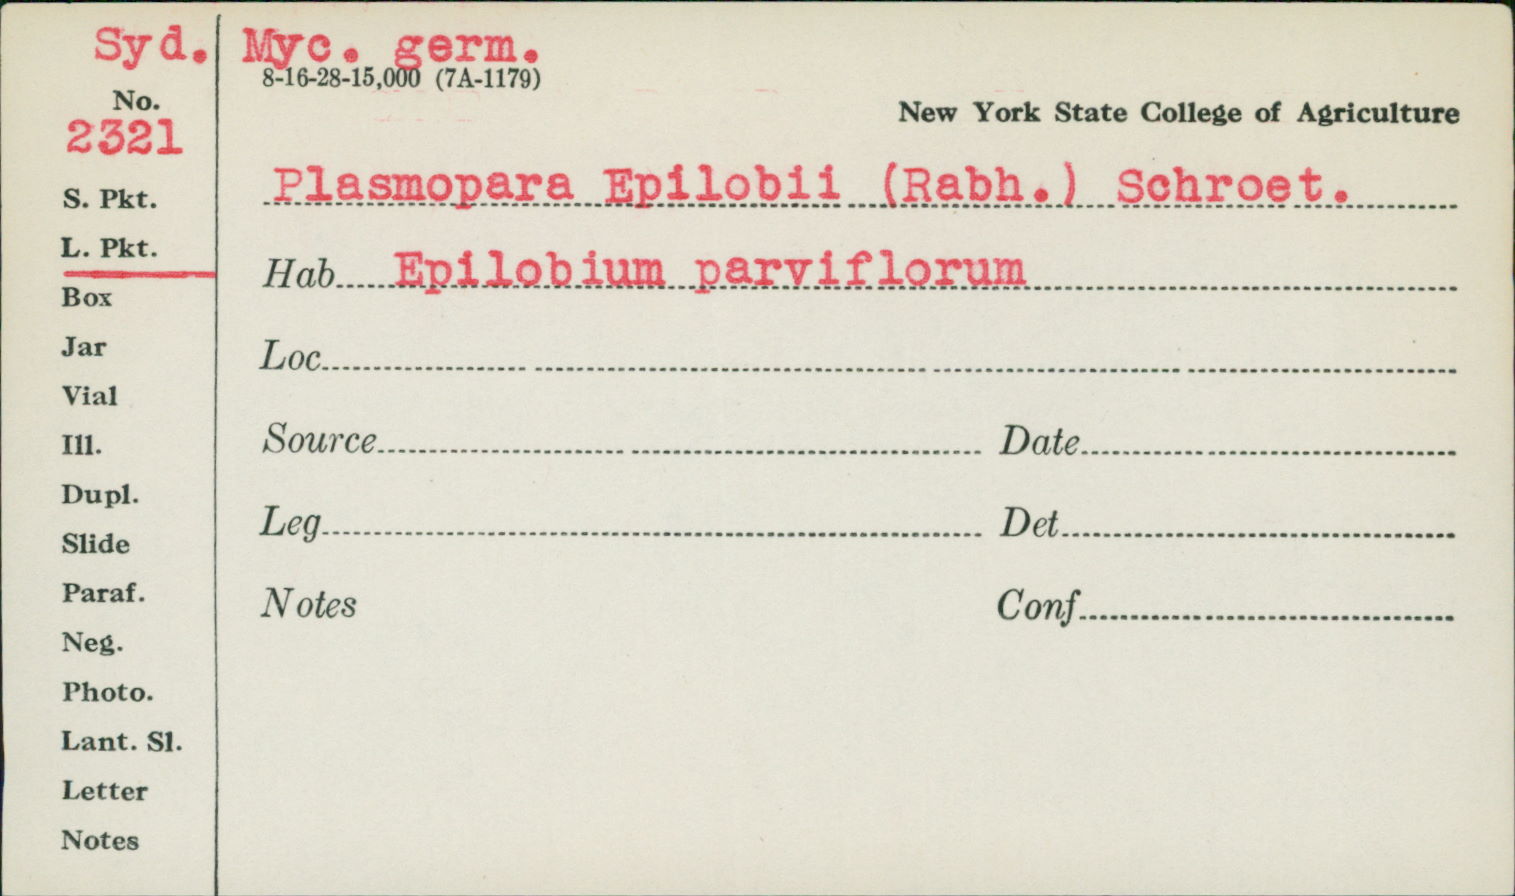 Syd. Myc. germ.
8-16-28-15,000 (7A-1179)
No.
2321
New York State College of Agriculture
S. Pkt.
Plasmopara Epilobii (Rabh.) Schroet.
L. Pkt.
Hab Epilobium parviflorum
Box
Jar
Loc
Vial
Ill.
Source Date
Dupl.
Slide
Leg Det
Paraf.
Notes Conf
Neg.
Photo.
Lant. Sl.
Letter
Notes